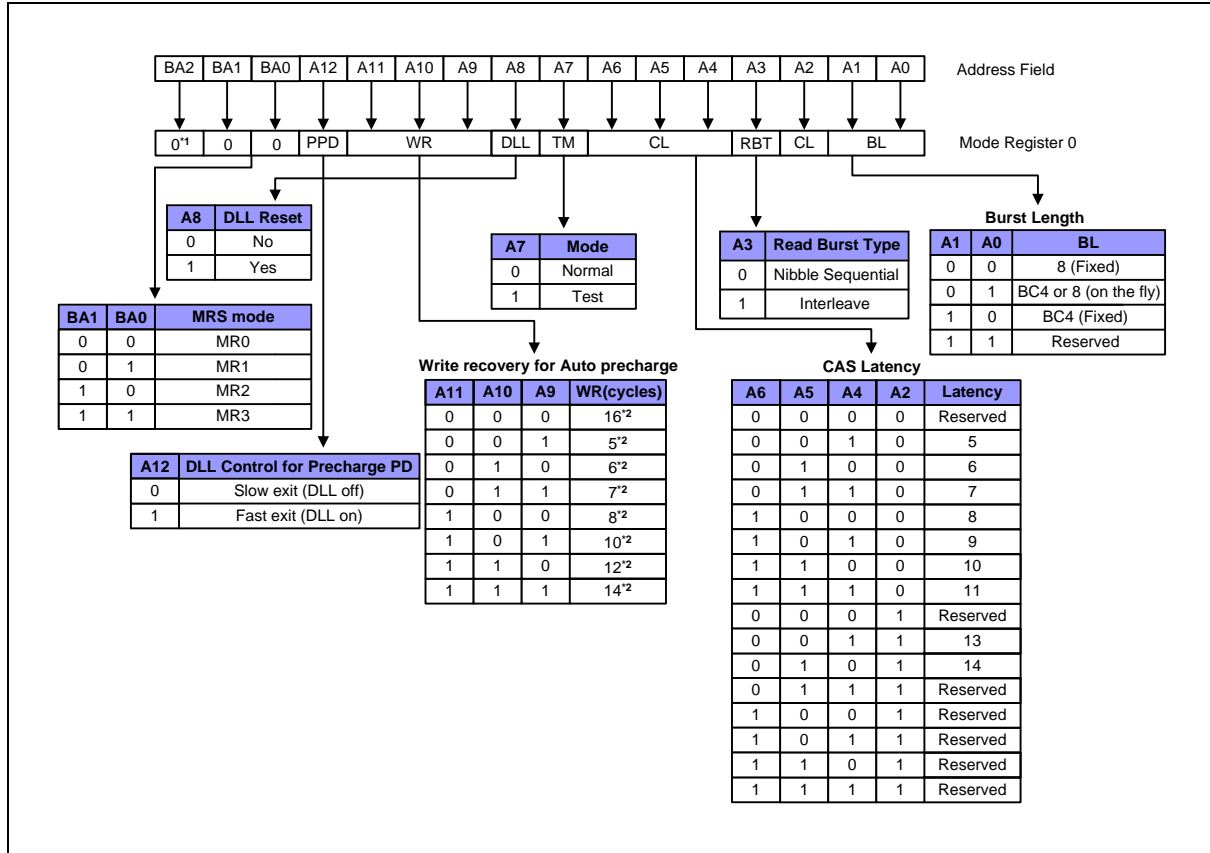 BA2 BA1 BA0 A12 A11 A10 A9 A8 A7 A6 A5 A4 A3 A2 A1 A0 Address Field
0*1 0 0 PPD WR DLL TM CL RBT CL BL Mode Register 0
A8 DLL Reset
0 No
1 Yes
A7 Mode
0 Normal
1 Test
A3 Read Burst Type
0 Nibble Sequential
1 Interleave
Burst Length
A1 A0 BL
0 0 8 (Fixed)
0 1 BC4 or 8 (on the fly)
1 0 BC4 (Fixed)
1 1 Reserved
BA1 BA0 MRS mode
0 0 MR0
0 1 MR1
1 0 MR2
1 1 MR3
A12 DLL Control for Precharge PD
0 Slow exit (DLL off)
1 Fast exit (DLL on)
Write recovery for Auto precharge
A11 A10 A9 WR(cycles)
0 0 0 16*2
0 0 1 5*2
0 1 0 6*2
0 1 1 7*2
1 0 0 8*2
1 0 1 10*2
1 1 0 12*2
1 1 1 14*2
CAS Latency
A6 A5 A4 A2 Latency
0 0 0 0 Reserved
0 0 1 0 5
0 1 0 0 6
0 1 1 0 7
1 0 0 0 8
1 0 1 0 9
1 1 0 0 10
1 1 1 0 11
0 0 0 1 Reserved
0 0 1 1 13
0 1 0 1 14
0 1 1 1 Reserved
1 0 0 1 Reserved
1 0 1 1 Reserved
1 1 0 1 Reserved
1 1 1 1 Reserved